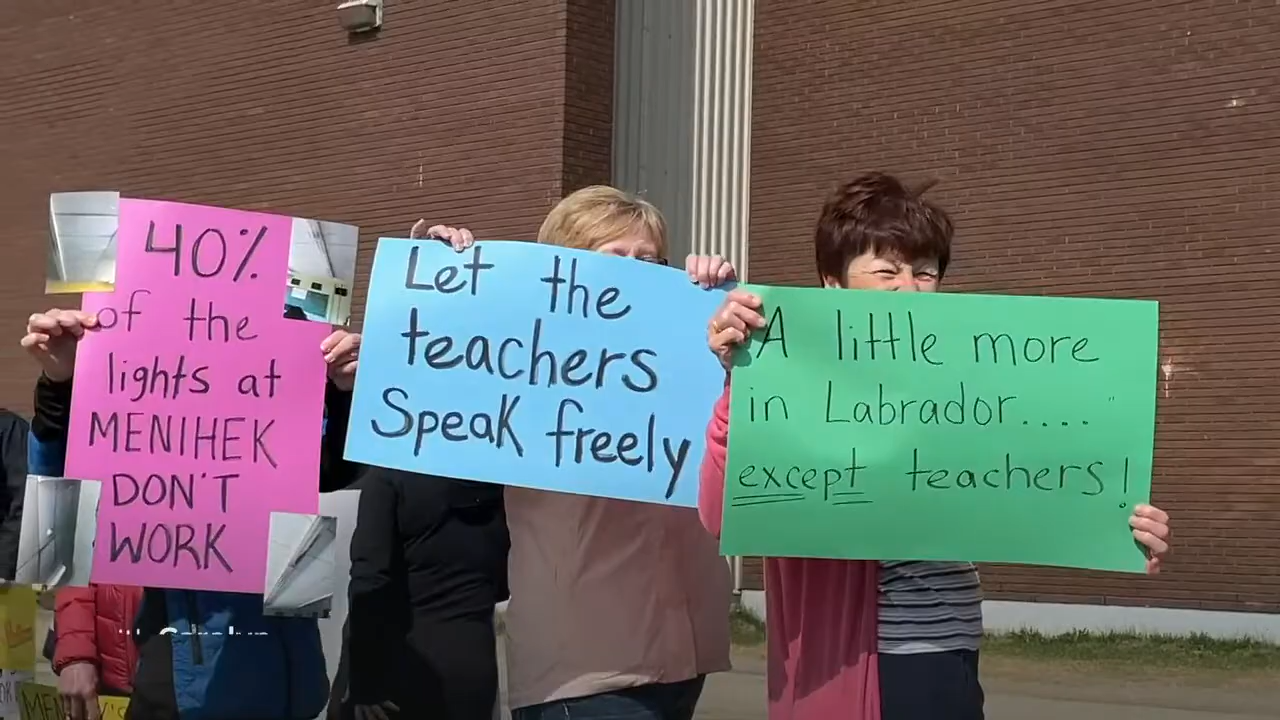 40%
of the
lights at
MENIHEK
DON'T
WORK
Let the
teachers
Speak freely
A little more
in Labrador...."
except teachers!